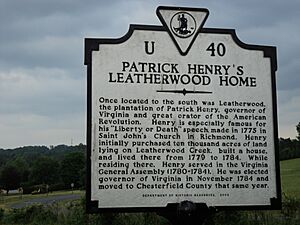 U 40
PATRICK HENRY'S
LEATHERWOOD HOME
Once located to the south was Leatherwood,
the plantation of Patrick Henry, governor of
Virginia and great orator of the American
Revolution. Henry is especially famous for
his "Liberty or Death" speech made in 1775 in
Saint John's Church in Richmond. Henry
initially purchased ten thousand acres of land
lying on Leatherwood Creek, built a house,
and lived there from 1779 to 1784. While
residing there, Henry served in the Virginia
General Assembly (1780-1784). He was elected
governor of Virginia in November 1784 and
moved to Chesterfield County that same year.
DEPARTMENT OF HISTORIC RESOURCES,